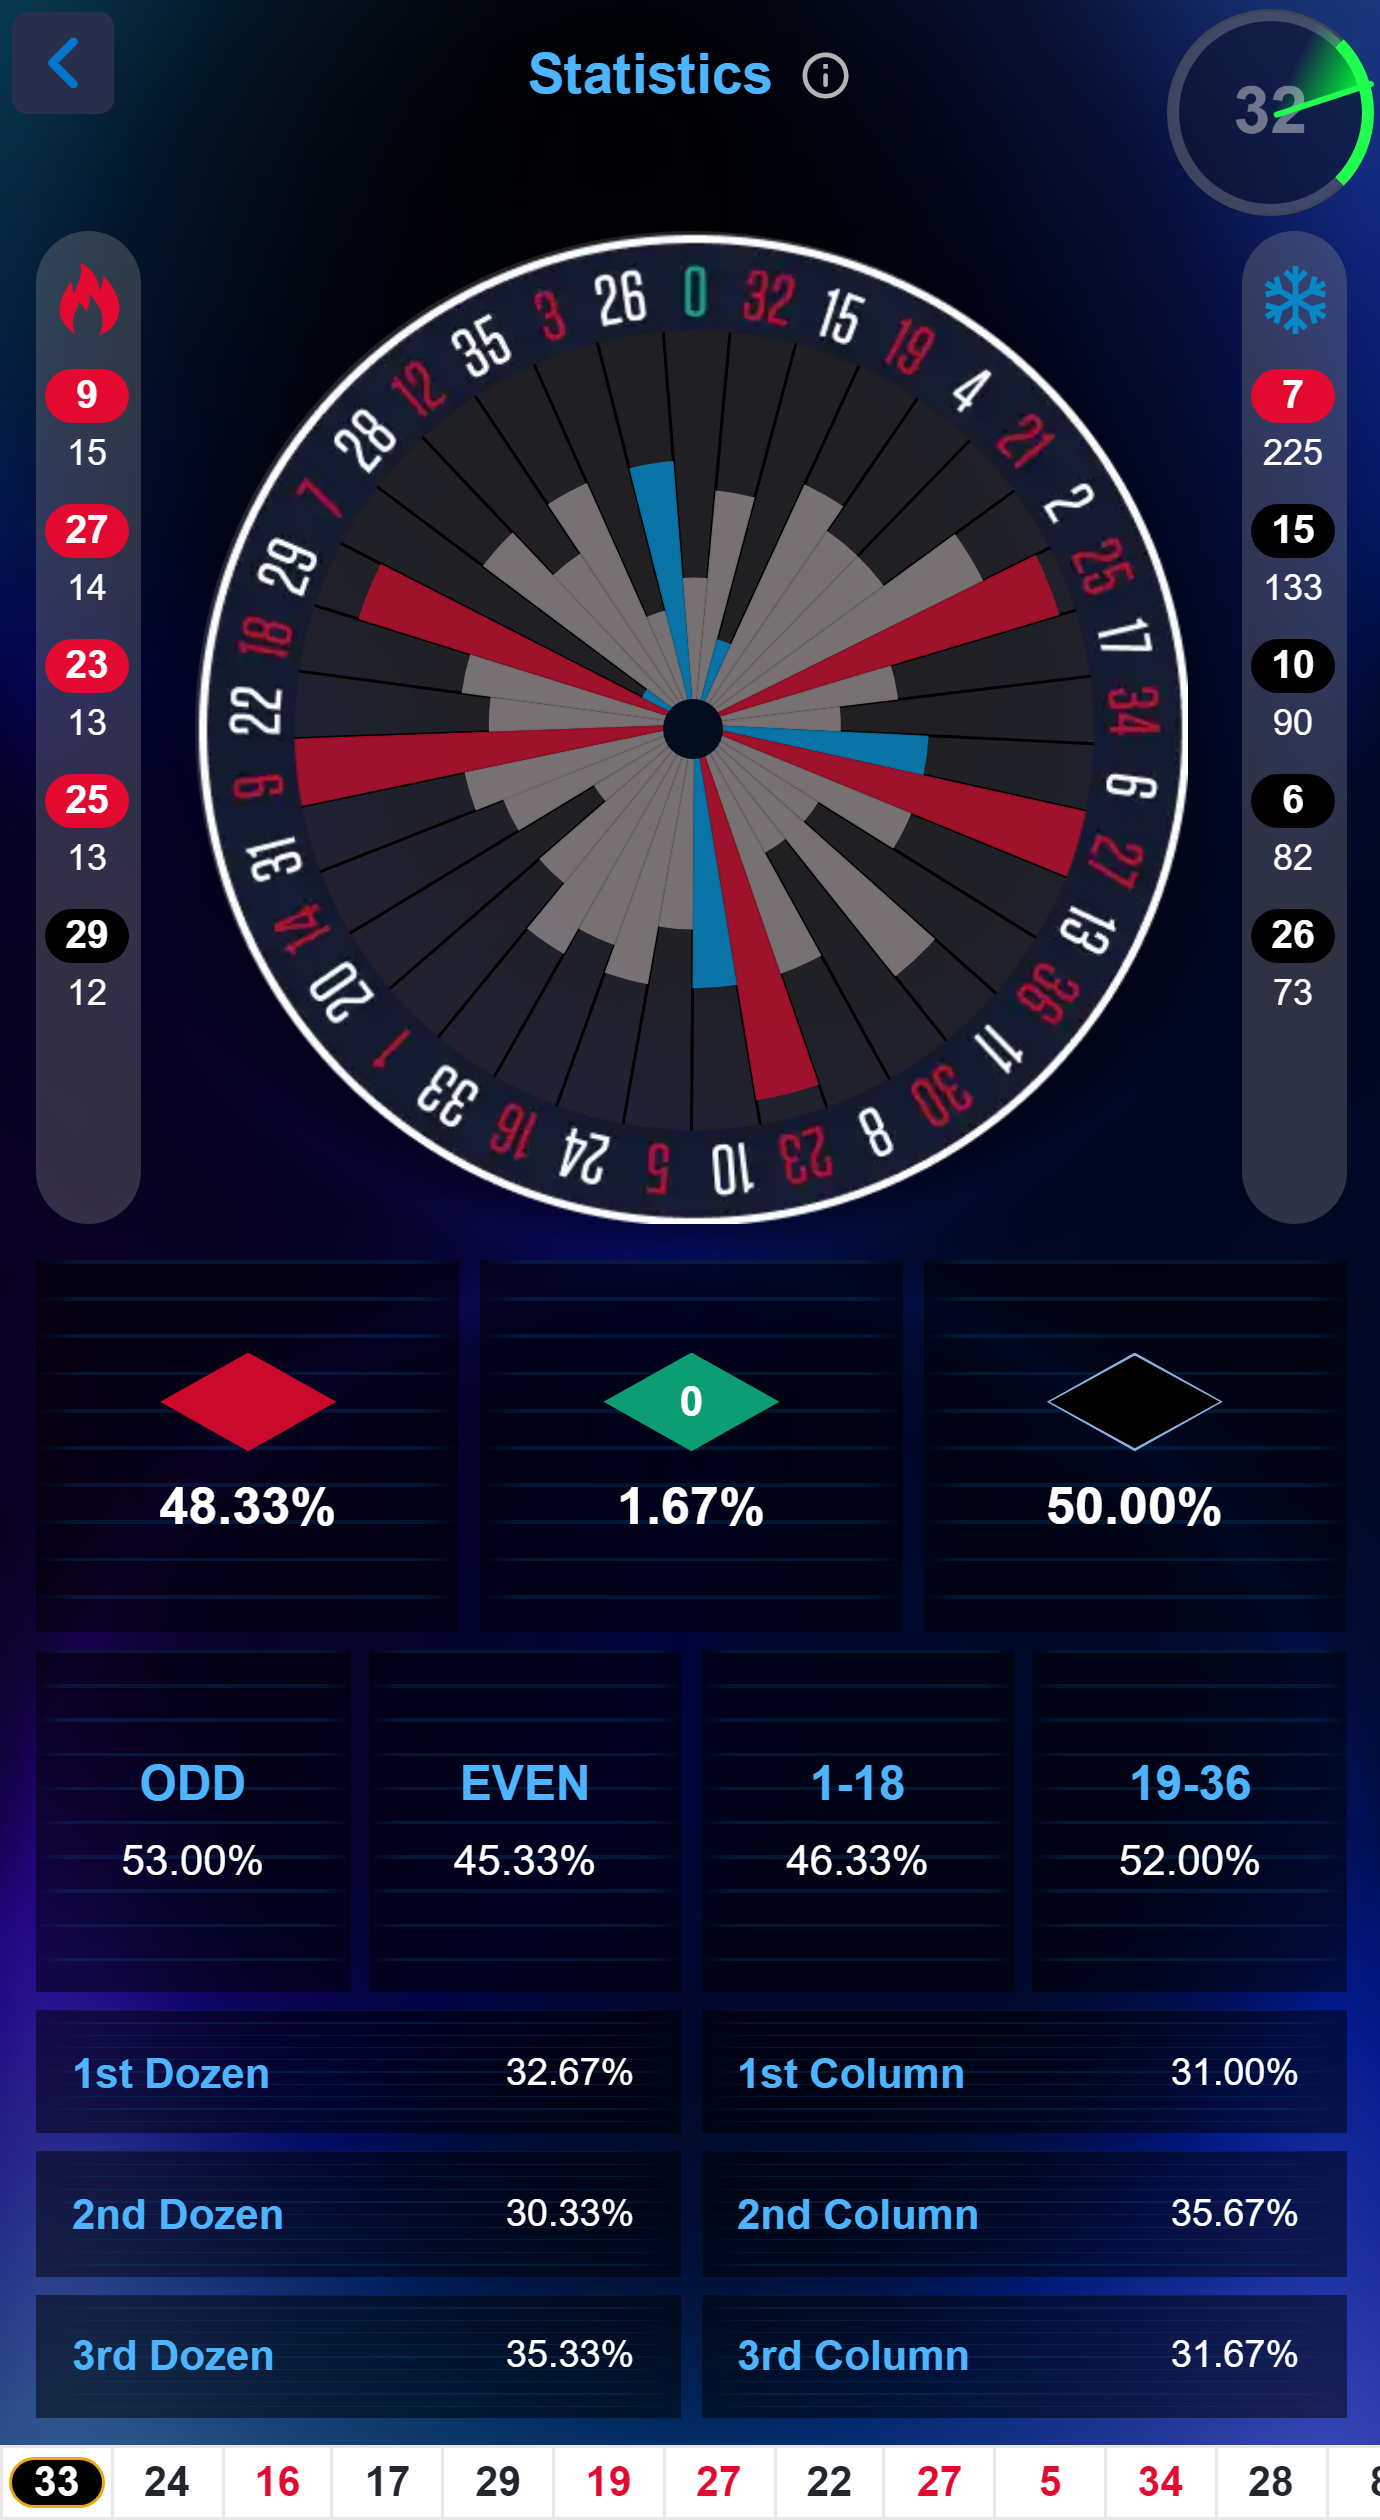 Statistics
32
0 32 15 19 4 21 2 25 17 34 6 27 13 36 11 30 8 23 10 5 24 16 33 1 20 14 31 9 22 18 29 7 28 12 35 3 26
9
15
27
14
23
13
25
13
29
12
7
225
15
133
10
90
6
82
26
73
0
48.33% 1.67% 50.00%
ODD EVEN 1-18 19-36
53.00% 45.33% 46.33% 52.00%
1st Dozen 32.67% 1st Column 31.00%
2nd Dozen 30.33% 2nd Column 35.67%
3rd Dozen 35.33% 3rd Column 31.67%
33 24 16 17 29 19 27 22 27 5 34 28